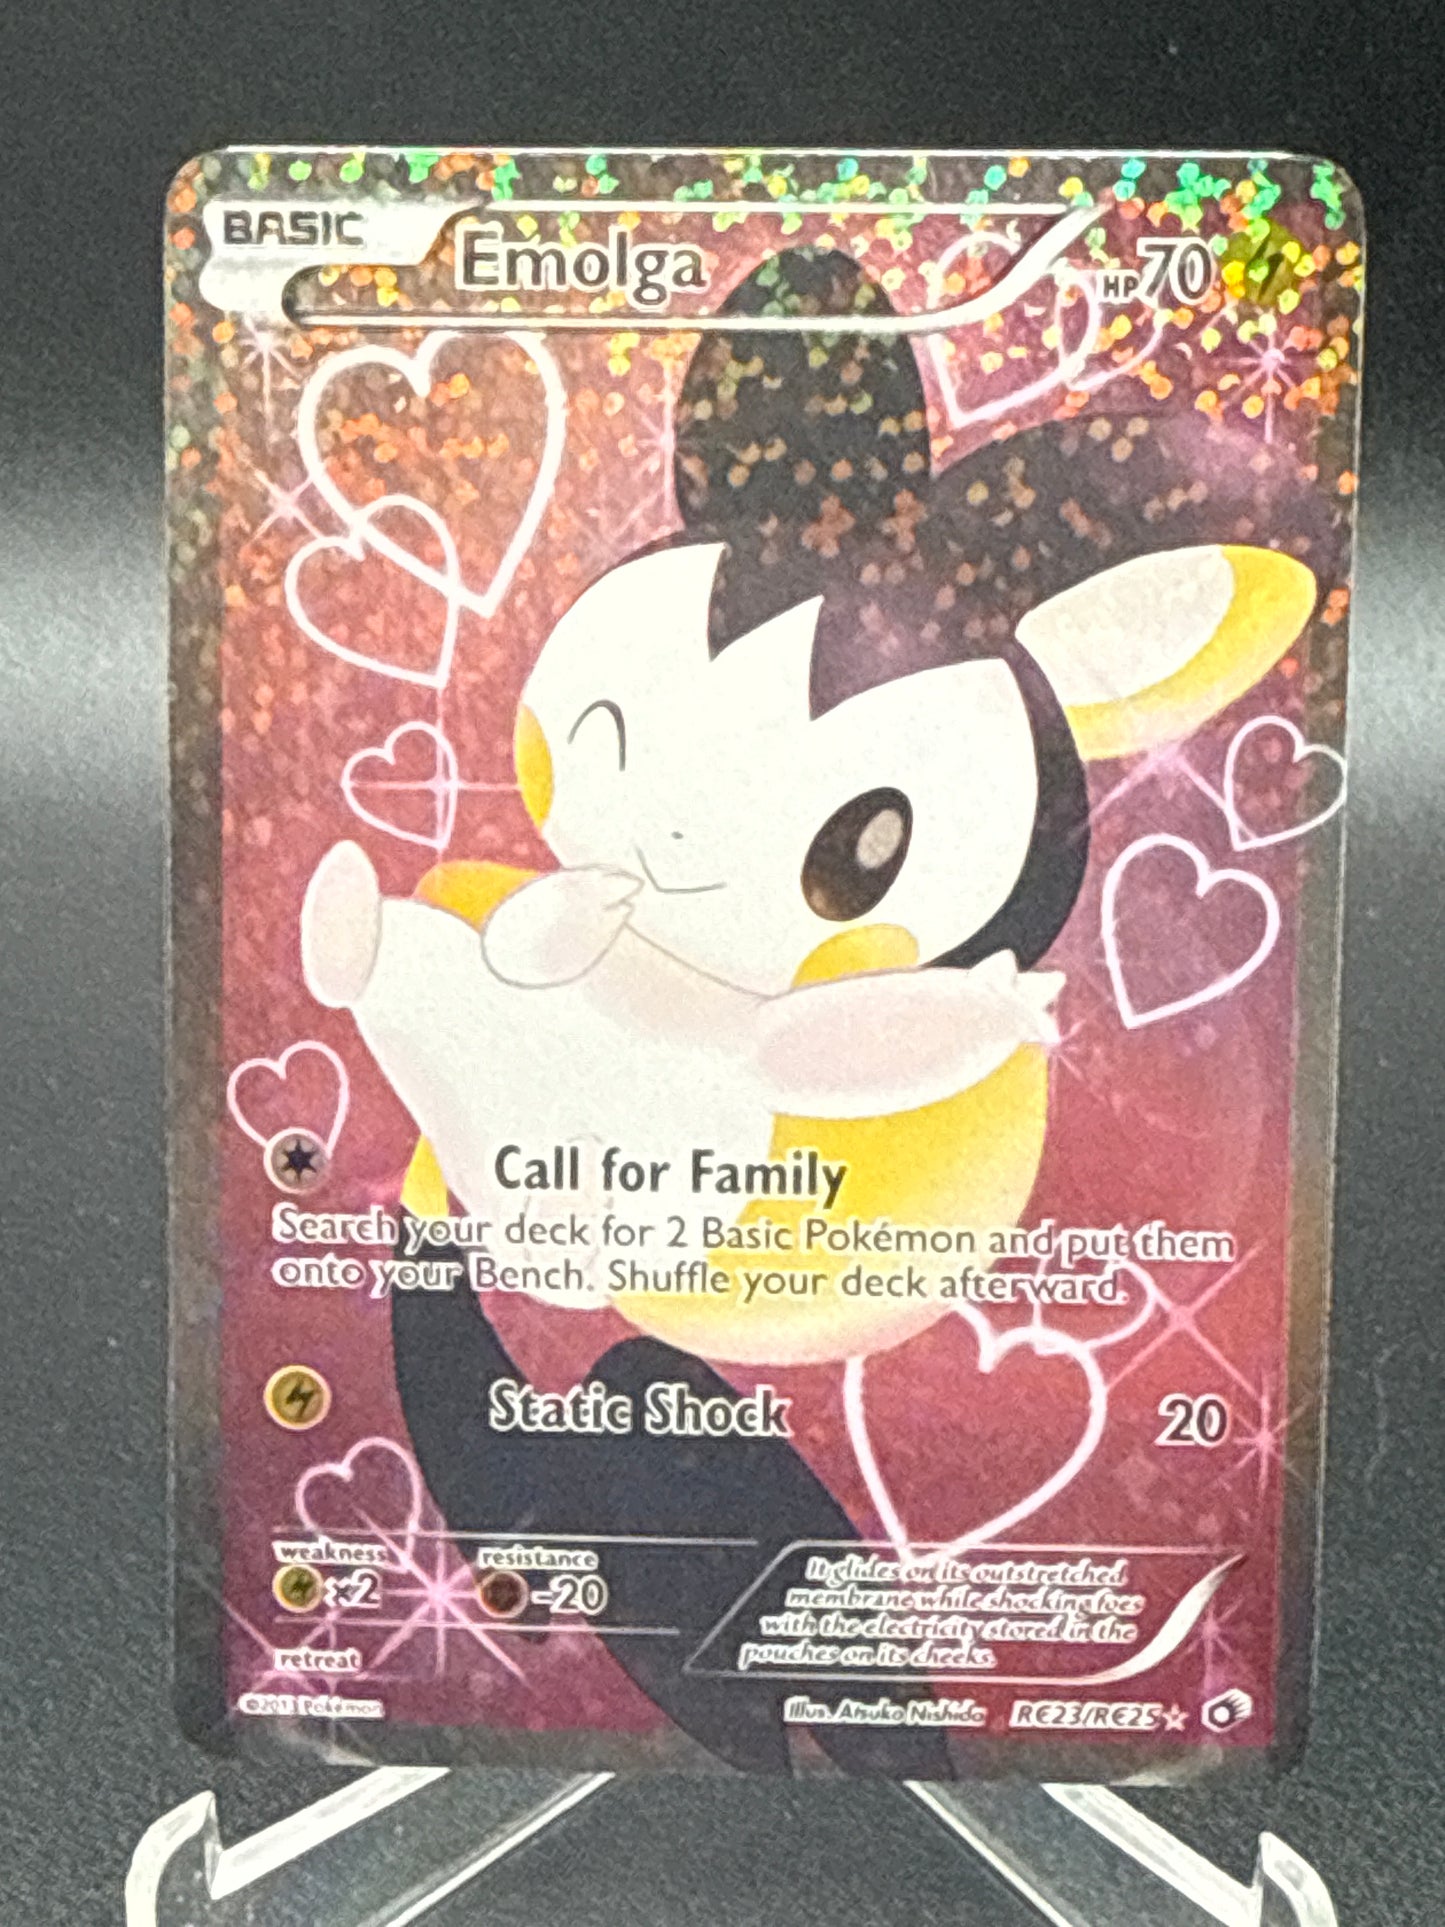 BASIC
Emolga
HP 70
Call for Family
Search your deck for 2 Basic Pokémon and put them
onto your Bench. Shuffle your deck afterward.
Static Shock 20
weakness resistance
×2 -20
It glides on its outstretched
membrane while shocking foes
with the electricity stored in the
pouches on its cheeks.
retreat
©2013 Pokémon Illus. Atsuko Nishida RC23/RC25